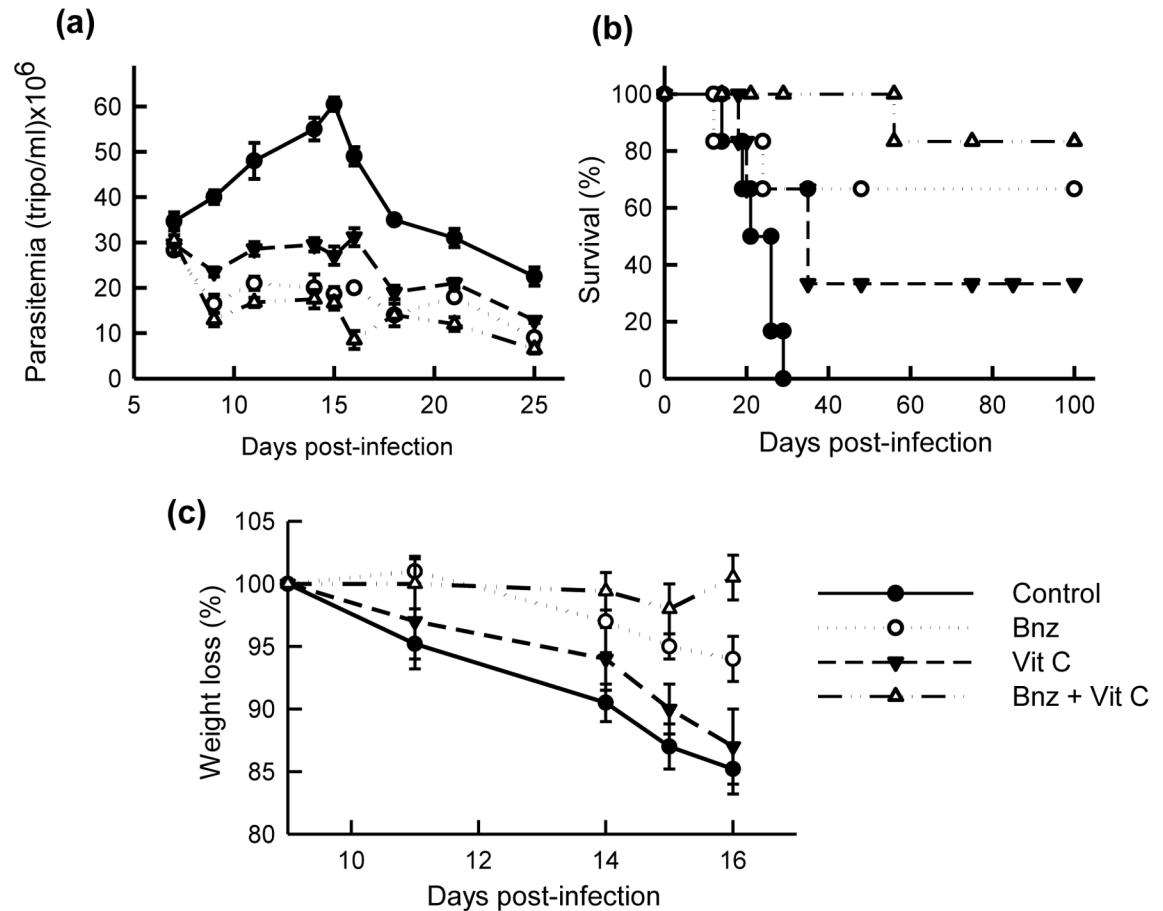 (a)
Parasitemia (tripo/ml)x10⁶
60
50
40
30
20
10
0
5
10
15
20
25
Days post-infection
(b)
Survival (%)
100
80
60
40
20
0
0
20
40
60
80
100
Days post-infection
(c)
Weight loss (%)
105
100
95
90
85
80
10
12
14
16
Days post-infection
Control
Bnz
Vit C
Bnz + Vit C